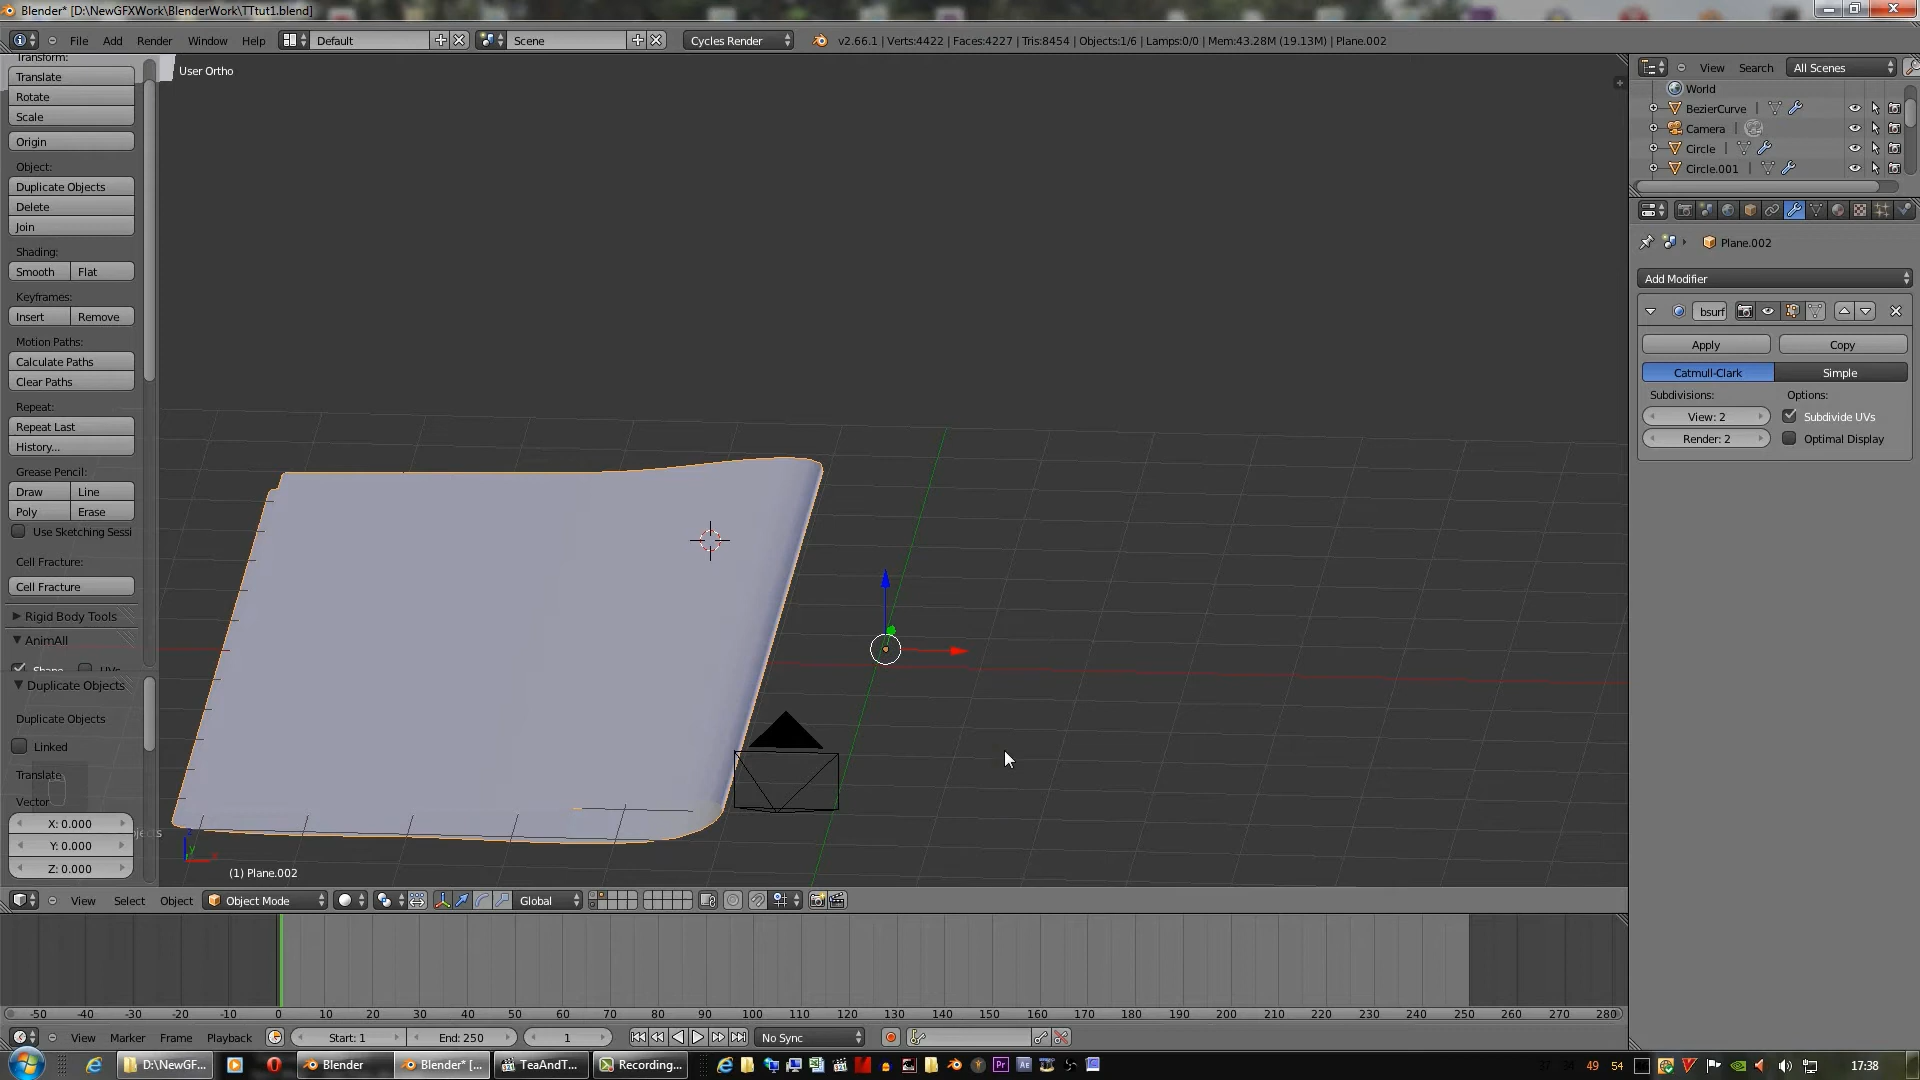 Blender* [D:\NewGFXWork\BlenderWork\TTtut1.blend]
File Add Render Window Help Default Scene Cycles Render v2.66.1 | Verts:4422 | Faces:4227 | Tris:8454 | Objects:1/6 | Lamps:0/0 | Mem:43.28M (19.13M) | Plane.002
Transform:
Translate
Rotate
Scale
Origin
Object:
Duplicate Objects
Delete
Join
Shading:
Smooth Flat
Keyframes:
Insert Remove
Motion Paths:
Calculate Paths
Clear Paths
Repeat:
Repeat Last
History...
Grease Pencil:
Draw Line
Poly Erase
Use Sketching Sessi
Cell Fracture:
Cell Fracture
Rigid Body Tools
AnimAll
Shape UVs
Duplicate Objects
Duplicate Objects
Linked
Translate
Vector
X: 0.000
Y: 0.000
Z: 0.000
User Ortho
z
y
x
(1) Plane.002
View Search All Scenes
World
BezierCurve
Camera
Circle
Circle.001
Plane.002
Add Modifier
bsurf
Apply Copy
Catmull-Clark Simple
Subdivisions: Options:
View: 2 Subdivide UVs
Render: 2 Optimal Display
View Select Object Object Mode Global
-50 -40 -30 -20 -10 0 10 20 30 40 50 60 70 80 90 100 110 120 130 140 150 160 170 180 190 200 210 220 230 240 250 260 270 280
View Marker Frame Playback Start: 1 End: 250 1 No Sync
D:\NewGF... Blender Blender* [... TeaAndT... Recording... 49 54 17:38